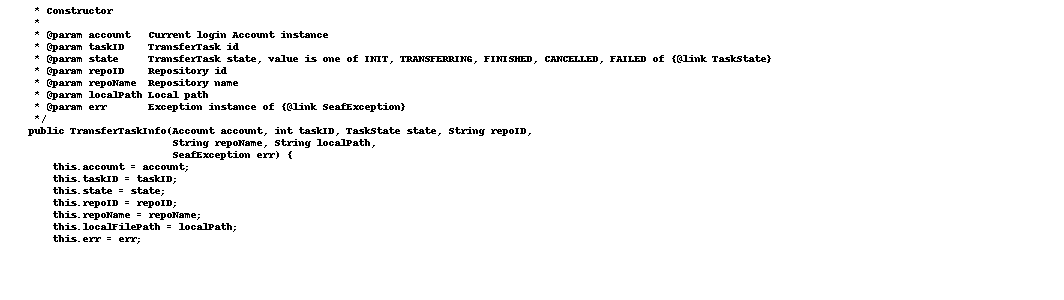 * Constructor
*
* @param account   Current login Account instance
* @param taskID    TransferTask id
* @param state     TransferTask state, value is one of INIT, TRANSFERRING, FINISHED, CANCELLED, FAILED of {@link TaskState}
* @param repoID    Repository id
* @param repoName  Repository name
* @param localPath Local path
* @param err       Exception instance of {@link SeafException}
*/
public TransferTaskInfo(Account account, int taskID, TaskState state, String repoID,
String repoName, String localPath,
SeafException err) {
this.account = account;
this.taskID = taskID;
this.state = state;
this.repoID = repoID;
this.repoName = repoName;
this.localFilePath = localPath;
this.err = err;